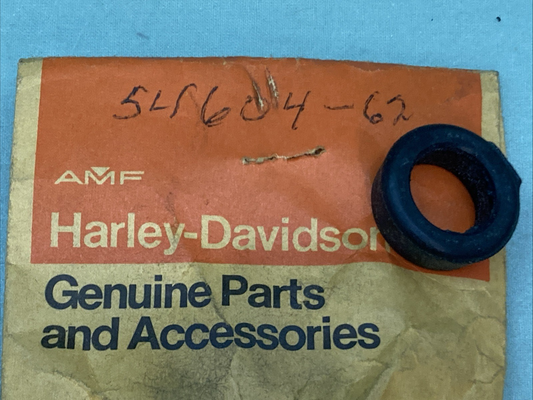 54604-62
AMF
Harley-Davidson
Genuine Parts
and Accessories